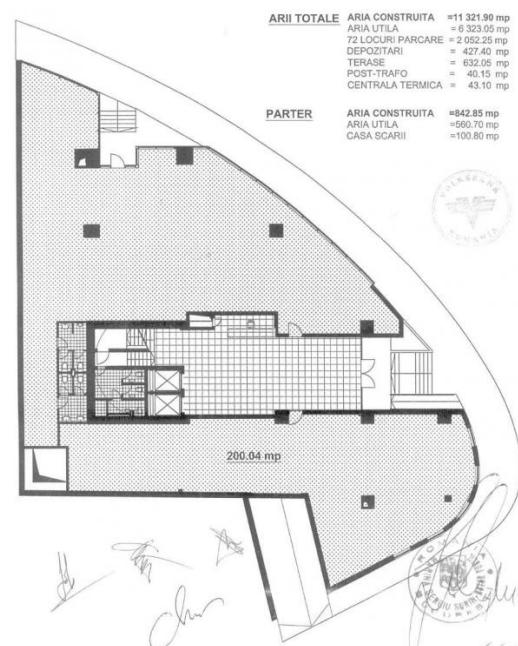 ARII TOTALE ARIA CONSTRUITA =11 321.90 mp
ARIA UTILA =6 323.05 mp
72 LOCURI PARCARE =2 052.25 mp
DEPOZITARI = 427.40 mp
TERASE = 632.05 mp
POST-TRAFO = 40.15 mp
CENTRALA TERMICA = 43.10 mp
PARTER ARIA CONSTRUITA =842.85 mp
ARIA UTILA =560.70 mp
CASA SCARII =100.80 mp
ROMANIA
200.04 mp